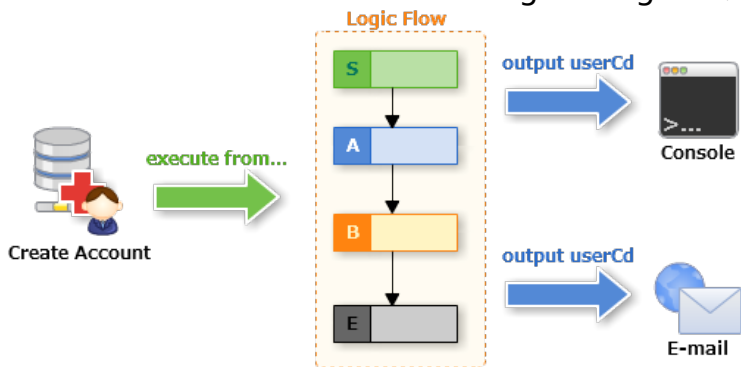 Logic Flow
S
output userCd
>...
Console
execute from...
A
Create Account
B
output userCd
E
E-mail